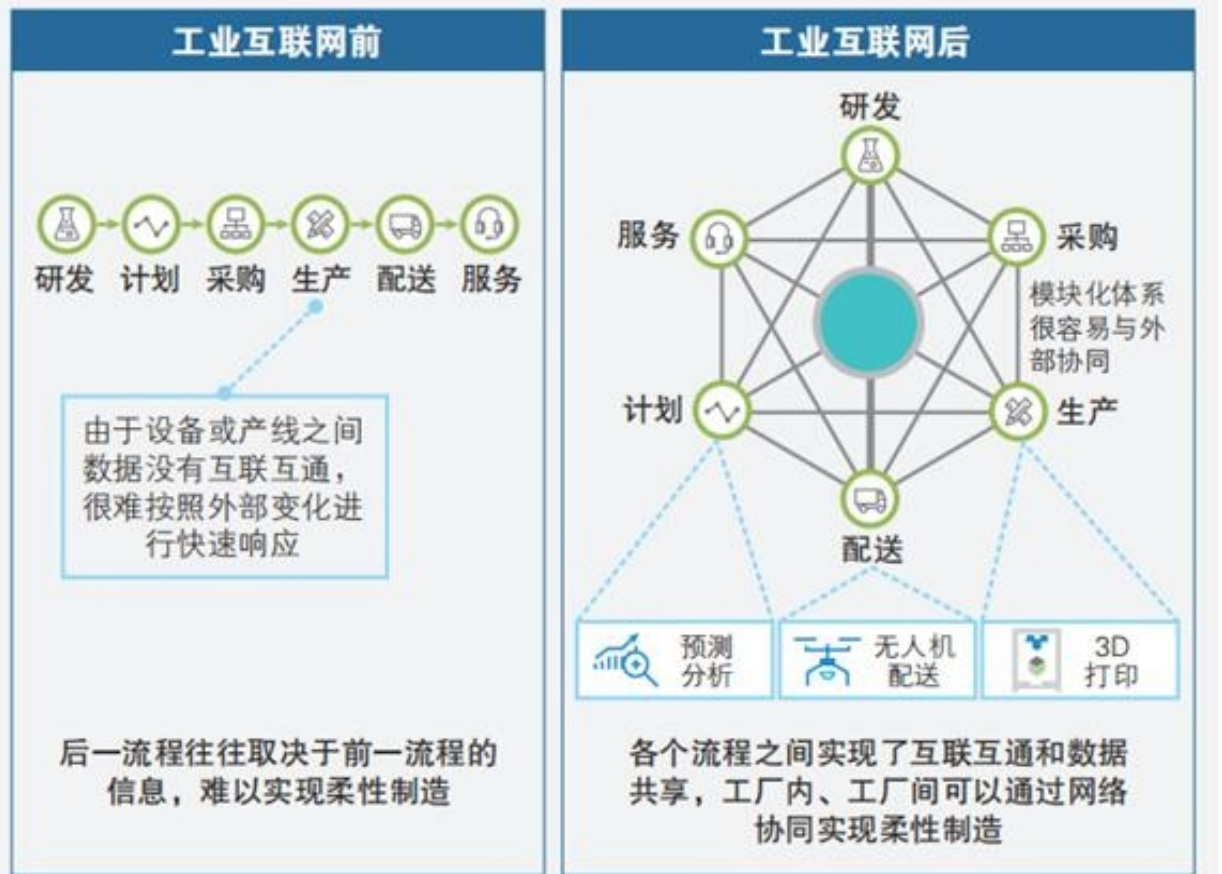 工业互联网前
研发 计划 采购 生产 配送 服务
由于设备或产线之间
数据没有互联互通，
很难按照外部变化进
行快速响应
后一流程往往取决于前一流程的
信息，难以实现柔性制造
工业互联网后
研发
服务
采购
模块化体系
很容易与外
部协同
计划
生产
配送
预测
分析
无人机
配送
3D
打印
各个流程之间实现了互联互通和数据
共享，工厂内、工厂间可以通过网络
协同实现柔性制造